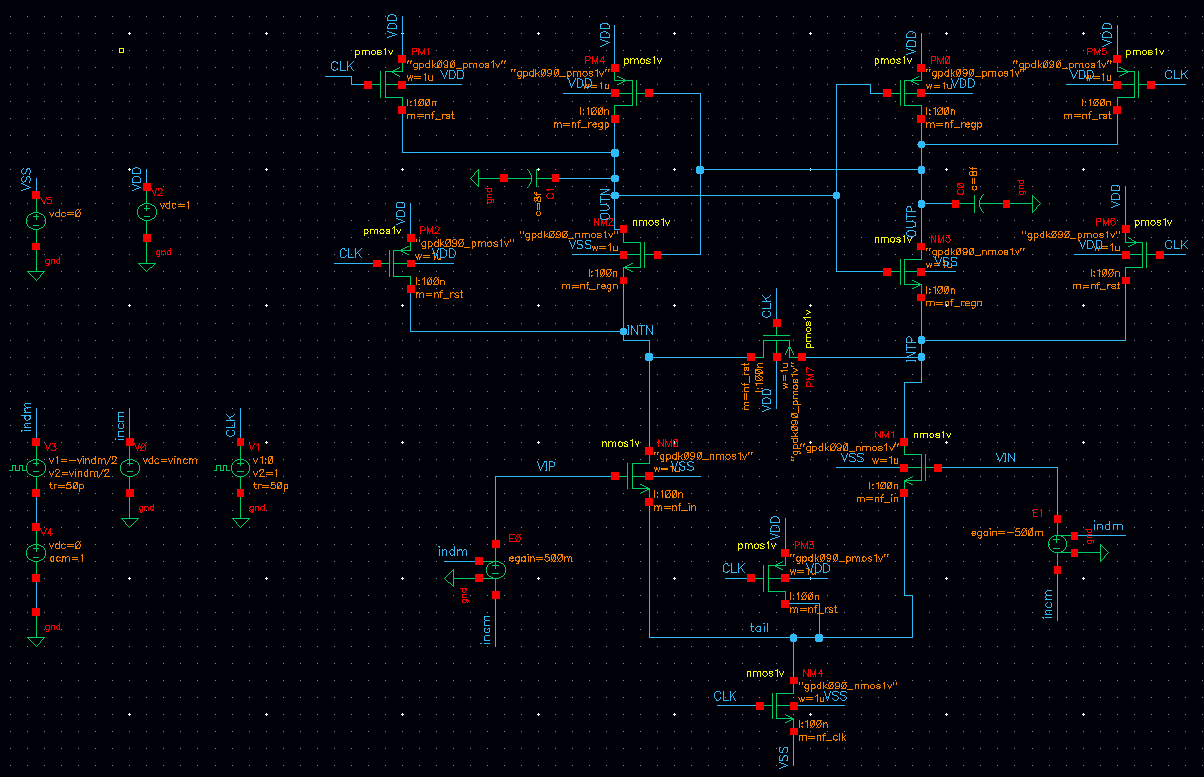 VDD
PM1
pmos1v
CLK
"gpdk090_pmos1v"
w=1u
VDD
l:100n
m=nf_rst
VDD
PM4
pmos1v
"gpdk090_pmos1v"
VDD
w=1u
l:100n
m=nf_regp
VDD
PM0
pmos1v
"gpdk090_pmos1v"
w=1u
VDD
l:100n
m=nf_regp
VDD
PM5
pmos1v
"gpdk090_pmos1v"
VDD
w=1u
CLK
l:100n
m=nf_rst
VSS
V5
vdc=0
gnd
VDD
vdc=1
gnd
gnd
c=8f
C1
OUTN
C0
c=8f
gnd
OUTP
VDD
PM2
pmos1v
CLK
"gpdk090_pmos1v"
w=1u
VDD
l:100n
m=nf_rst
NM2
nmos1v
"gpdk090_nmos1v"
VSS
w=1u
l:100n
m=nf_regn
nmos1v
NM3
"gpdk090_nmos1v"
VSS
l:100n
m=nf_regn
VDD
PM6
pmos1v
"gpdk090_pmos1v"
VDD
w=1u
CLK
l:100n
m=nf_rst
INTN
INTP
CLK
pmos1v
PM7
"gpdk090_pmos1v"
w=1u
VDD
l:100n
m=nf_rst
indm
V3
v1=-vindm/2
v2=vindm/2
tr=50p
incm
V0
vdc=vincm
gnd
CLK
V1
v1:0
v2=1
tr=50p
gnd
V4
vdc=0
acm=1
gnd
nmos1v
"gpdk090_nmos1v"
VIP
w=1u
VSS
l:100n
m=nf_in
NM1
nmos1v
"gpdk090_nmos1v"
VSS
w=1u
VIN
l:100n
m=nf_in
E0
egain=500m
indm
gnd
incm
E1
egain=-500m
indm
gnd
incm
VDD
PM3
pmos1v
"gpdk090_pmos1v"
CLK
w=1u
VDD
l:100n
m=nf_rst
tail
nmos1v
NM4
"gpdk090_nmos1v"
CLK
w=1u
VSS
l:100n
m=nf_clk
VSS